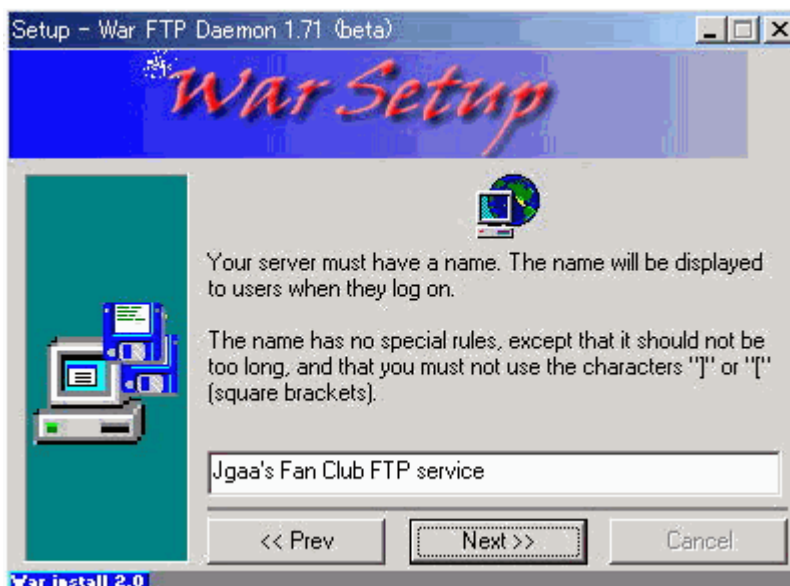 Setup - War FTP Daemon 1.71 (beta)
War Setup
Your server must have a name. The name will be displayed
to users when they log on.
The name has no special rules, except that it should not be
too long, and that you must not use the characters "]" or "["
(square brackets).
Jgaa's Fan Club FTP service
<< Prev
Next >>
Cancel
War install 2.0